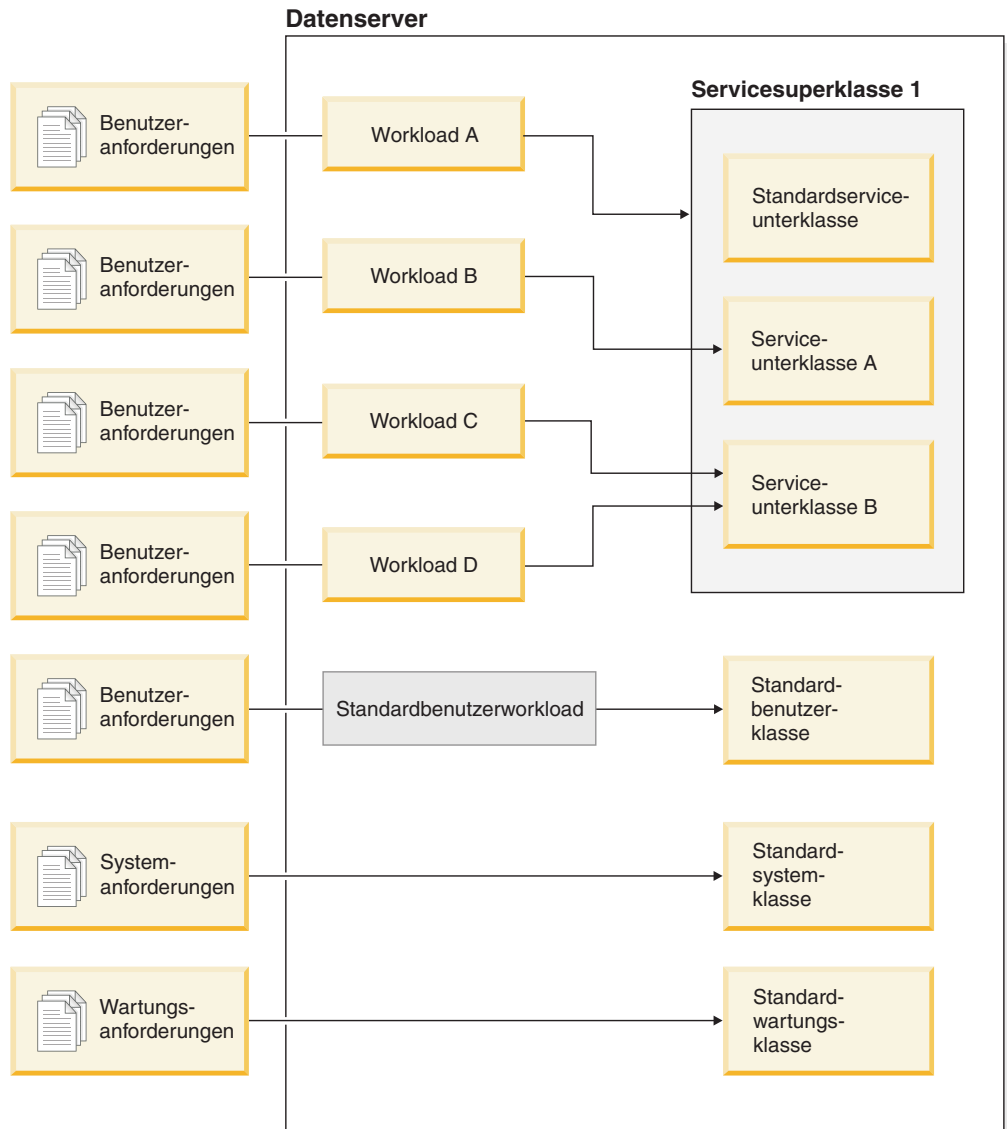 Datenserver
Servicesuperklasse 1
Benutzer-
anforderungen
Workload A
Standardservice-
unterklasse
Benutzer-
anforderungen
Workload B
Service-
unterklasse A
Benutzer-
anforderungen
Workload C
Service-
unterklasse B
Benutzer-
anforderungen
Workload D
Benutzer-
anforderungen
Standardbenutzerworkload
Standard-
benutzer-
klasse
System-
anforderungen
Standard-
system-
klasse
Wartungs-
anforderungen
Standard-
wartungs-
klasse